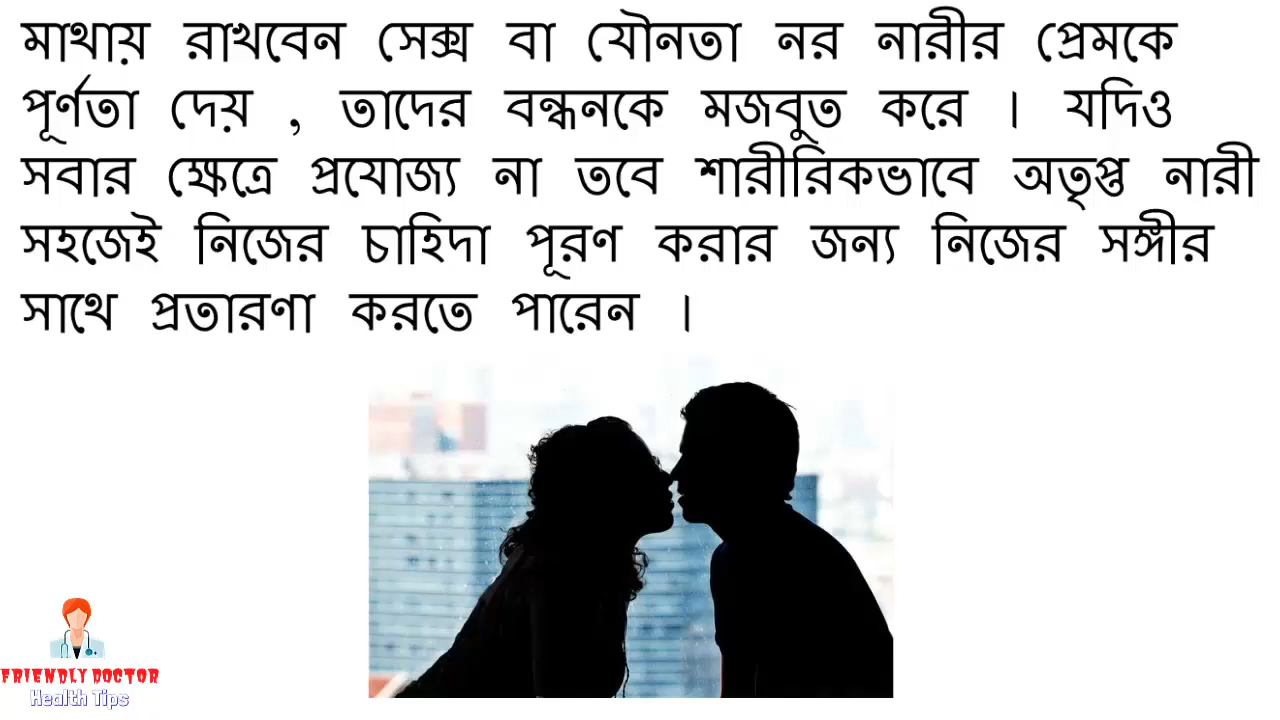 মাথায় রাখবেন সেক্স বা যৌনতা নর নারীর প্রেমকে
পূর্ণতা দেয় , তাদের বন্ধনকে মজবুত করে ।  যদিও
সবার ক্ষেত্রে প্রযোজ্য না তবে শারীরিকভাবে অতৃপ্ত নারী
সহজেই নিজের চাহিদা পূরণ করার জন্য নিজের সঙ্গীর
সাথে প্রতারণা করতে পারেন ।
FRIENDLY DOCTOR
Health Tips